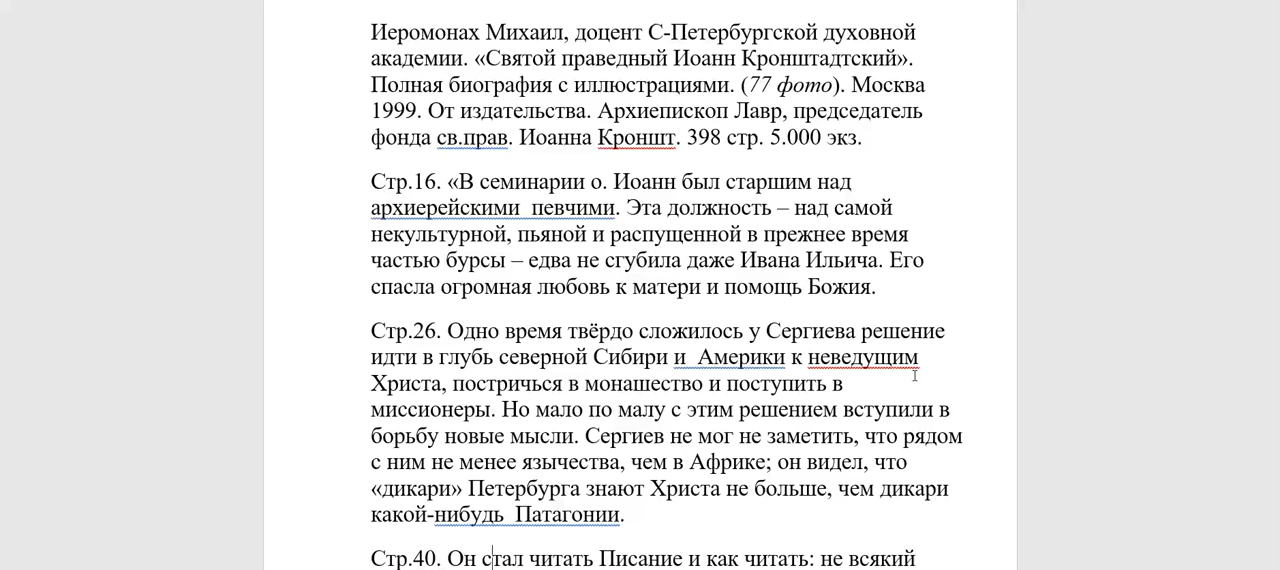 Иеромонах Михаил, доцент С-Петербургской духовной
академии. «Святой праведный Иоанн Кронштадтский».
Полная биография с иллюстрациями. (77 фото). Москва
1999. От издательства. Архиепископ Лавр, председатель
фонда св.прав. Иоанна Кроншт. 398 стр. 5.000 экз.
Стр.16. «В семинарии о. Иоанн был старшим над
архиерейскими  певчими. Эта должность – над самой
некультурной, пьяной и распущенной в прежнее время
частью бурсы – едва не сгубила даже Ивана Ильича. Его
спасла огромная любовь к матери и помощь Божия.
Стр.26. Одно время твёрдо сложилось у Сергиева решение
идти в глубь северной Сибири и  Америки к неведущим
Христа, постричься в монашество и поступить в
миссионеры. Но мало по малу с этим решением вступили в
борьбу новые мысли. Сергиев не мог не заметить, что рядом
с ним не менее язычества, чем в Африке; он видел, что
«дикари» Петербурга знают Христа не больше, чем дикари
какой-нибудь  Патагонии.
Стр.40. Он стал читать Писание и как читать: не всякий